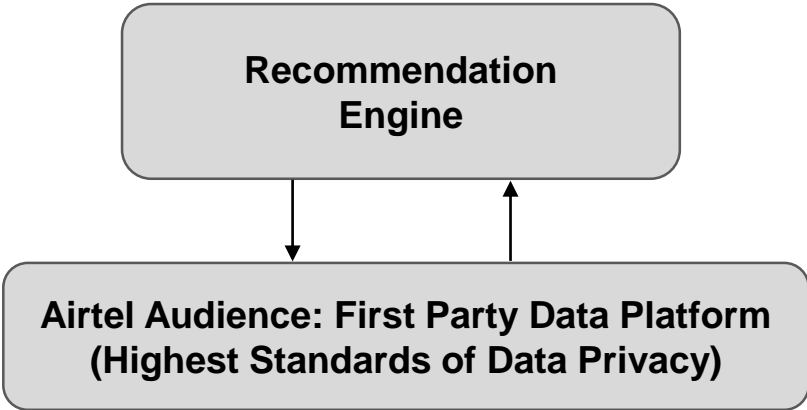 Recommendation
Engine
Airtel Audience: First Party Data Platform
(Highest Standards of Data Privacy)